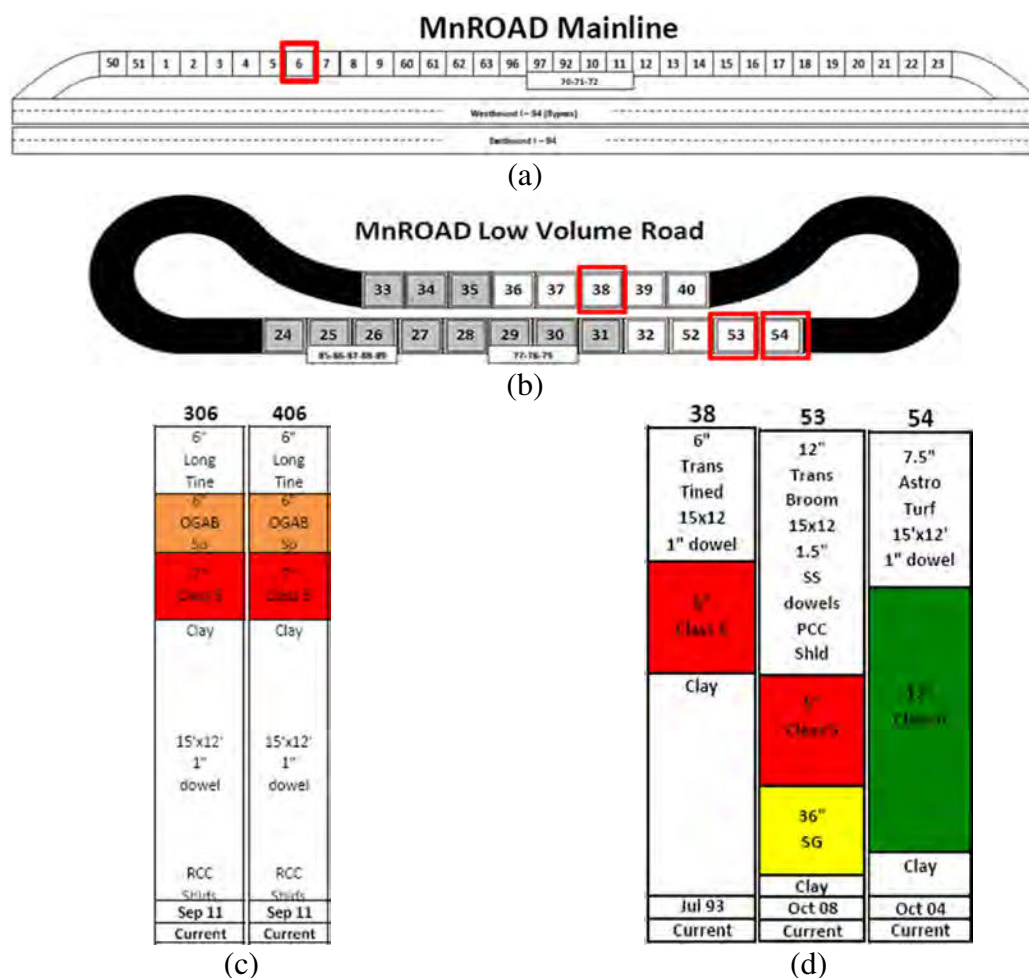 MnROAD Mainline
50 51 1 2 3 4 5 6 7 8 9 60 61 62 63 96 97 92 10 11 12 13 14 15 16 17 18 19 20 21 22 23
70-71-72
Westbound I-94 (Bypass)
Eastbound I-94
(a)
MnROAD Low Volume Road
33 34 35 36 37 38 39 40
24 25 26 27 28 29 30 31 32 52 53 54
77-78-79
(b)
306 406 38 53 54
6" 6"
Long Long
Tine Tine
6" 6"
OGAB OGAB
Sp Sp
7" 7"
Class 5 Class 5
Clay Clay
15'x12' 15'x12'
1" 1"
dowel dowel
RCC RCC
Shlds Shlds
Sep 11 Sep 11
Current Current
(c)
6"
Trans
Tined
15x12
1" dowel
5"
Clay
Jul 93
Current
12"
Trans
Broom
15x12
1.5"
SS
dowels
PCC
Shld
5"
Class 5
36"
SG
Clay
Oct 08
Current
7.5"
Astro
Turf
15'x12'
1" dowel
Clay
Oct 04
Current
(d)